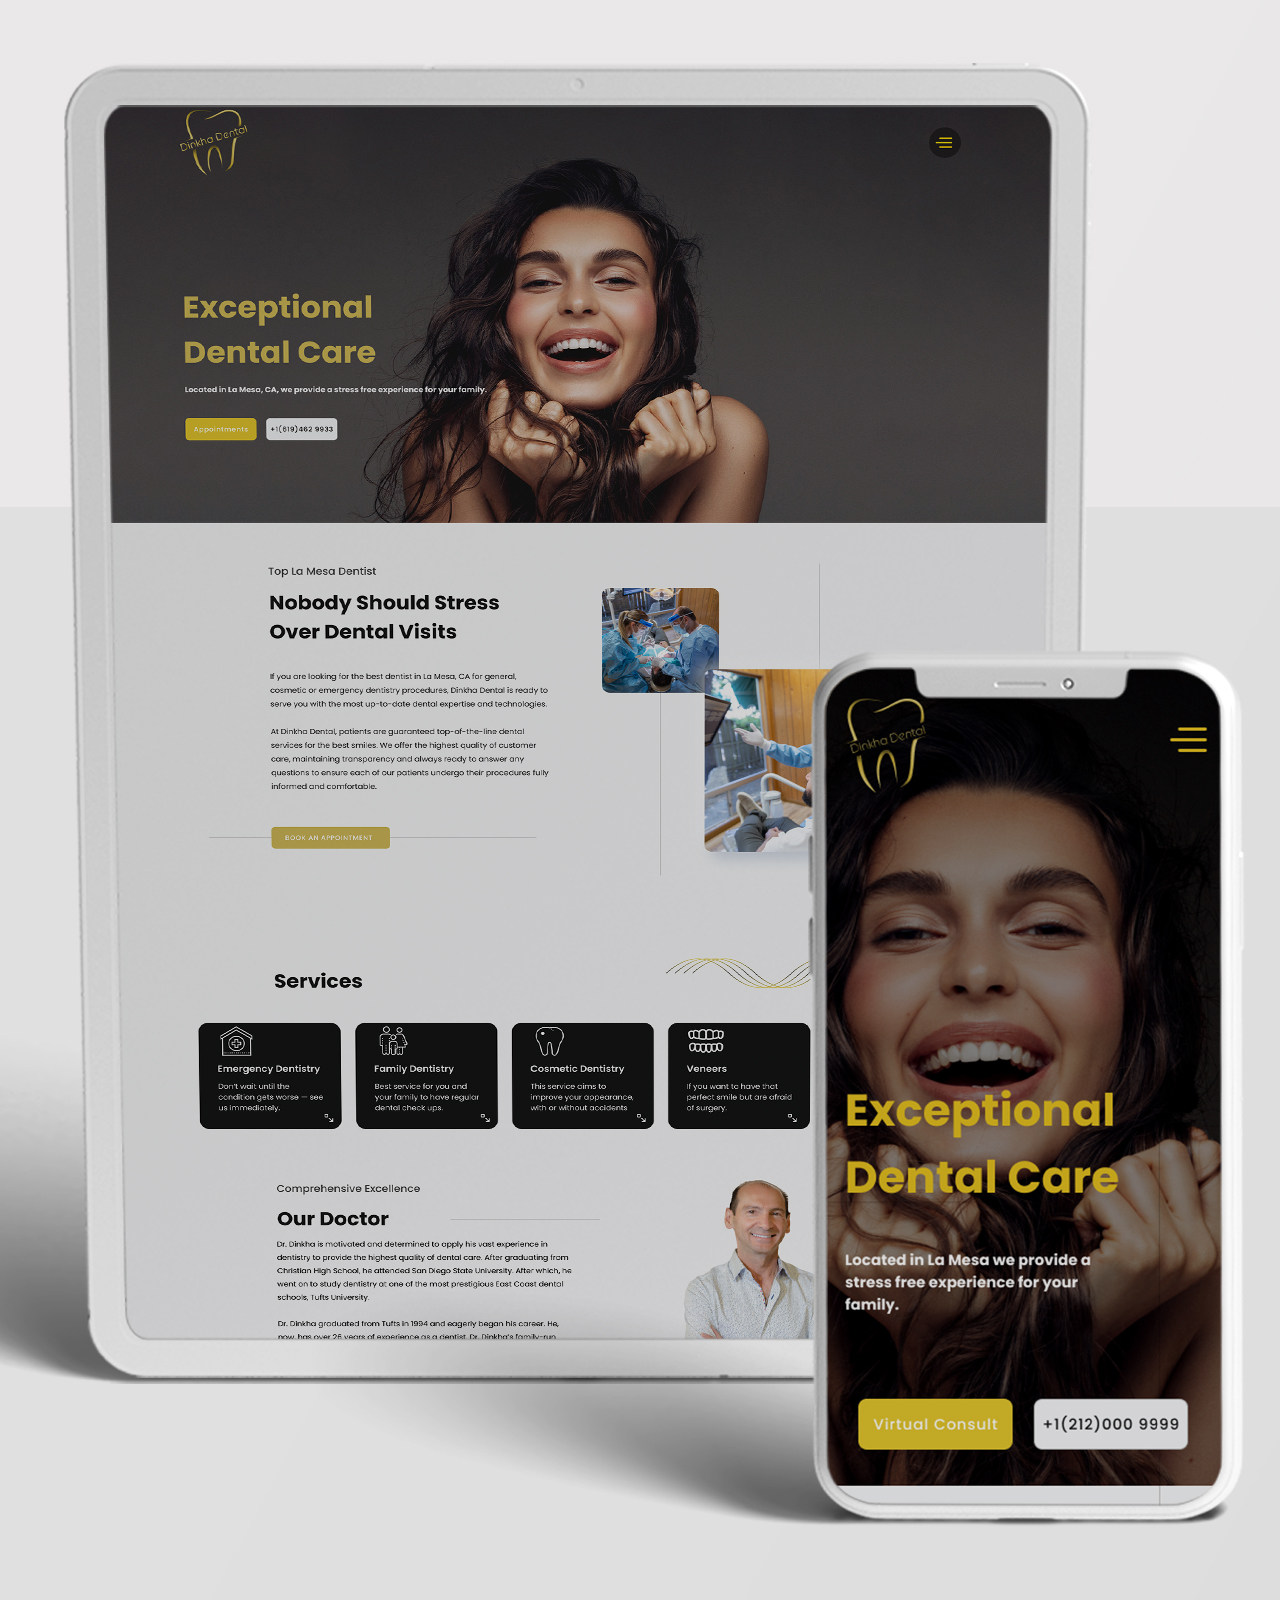 Dinkha Dental
Exceptional
Dental Care
Located in La Mesa, CA, we provide a stress free experience for your family.
Appointments
+1(619)462 9933
Top La Mesa Dentist
Nobody Should Stress
Over Dental Visits
If you are looking for the best dentist in La Mesa, CA for general,
cosmetic or emergency dentistry procedures, Dinkha Dental is ready to
serve you with the most up-to-date dental expertise and technologies.
At Dinkha Dental, patients are guaranteed top-of-the-line dental
services for the best smiles. We offer the highest quality of customer
care, maintaining transparency and always ready to answer any
questions to ensure each of our patients undergo their procedures fully
informed and comfortable.
BOOK AN APPOINTMENT
Services
Emergency Dentistry
Don't wait until the
condition gets worse — see
us immediately.
Family Dentistry
Best service for you and
your family to have regular
dental check ups.
Cosmetic Dentistry
This service aims to
improve your appearance,
with or without accidents
Veneers
If you want to have that
perfect smile but are afraid
of surgery.
Comprehensive Excellence
Our Doctor
Dr. Dinkha is motivated and determined to apply his vast experience in
dentistry to provide the highest quality of dental care. After graduating from
Christian High School, he attended San Diego State University. After which, he
went on to study dentistry at one of the most prestigious East Coast dental
schools, Tufts University.
Dr. Dinkha graduated from Tufts in 1994 and eagerly began his career. He,
now, has over 26 years of experience as a dentist. Dr. Dinkha's family-run
Dinkha Dental
Exceptional
Dental Care
Located in La Mesa we provide a
stress free experience for your
family.
Virtual Consult
+1(212)000 9999